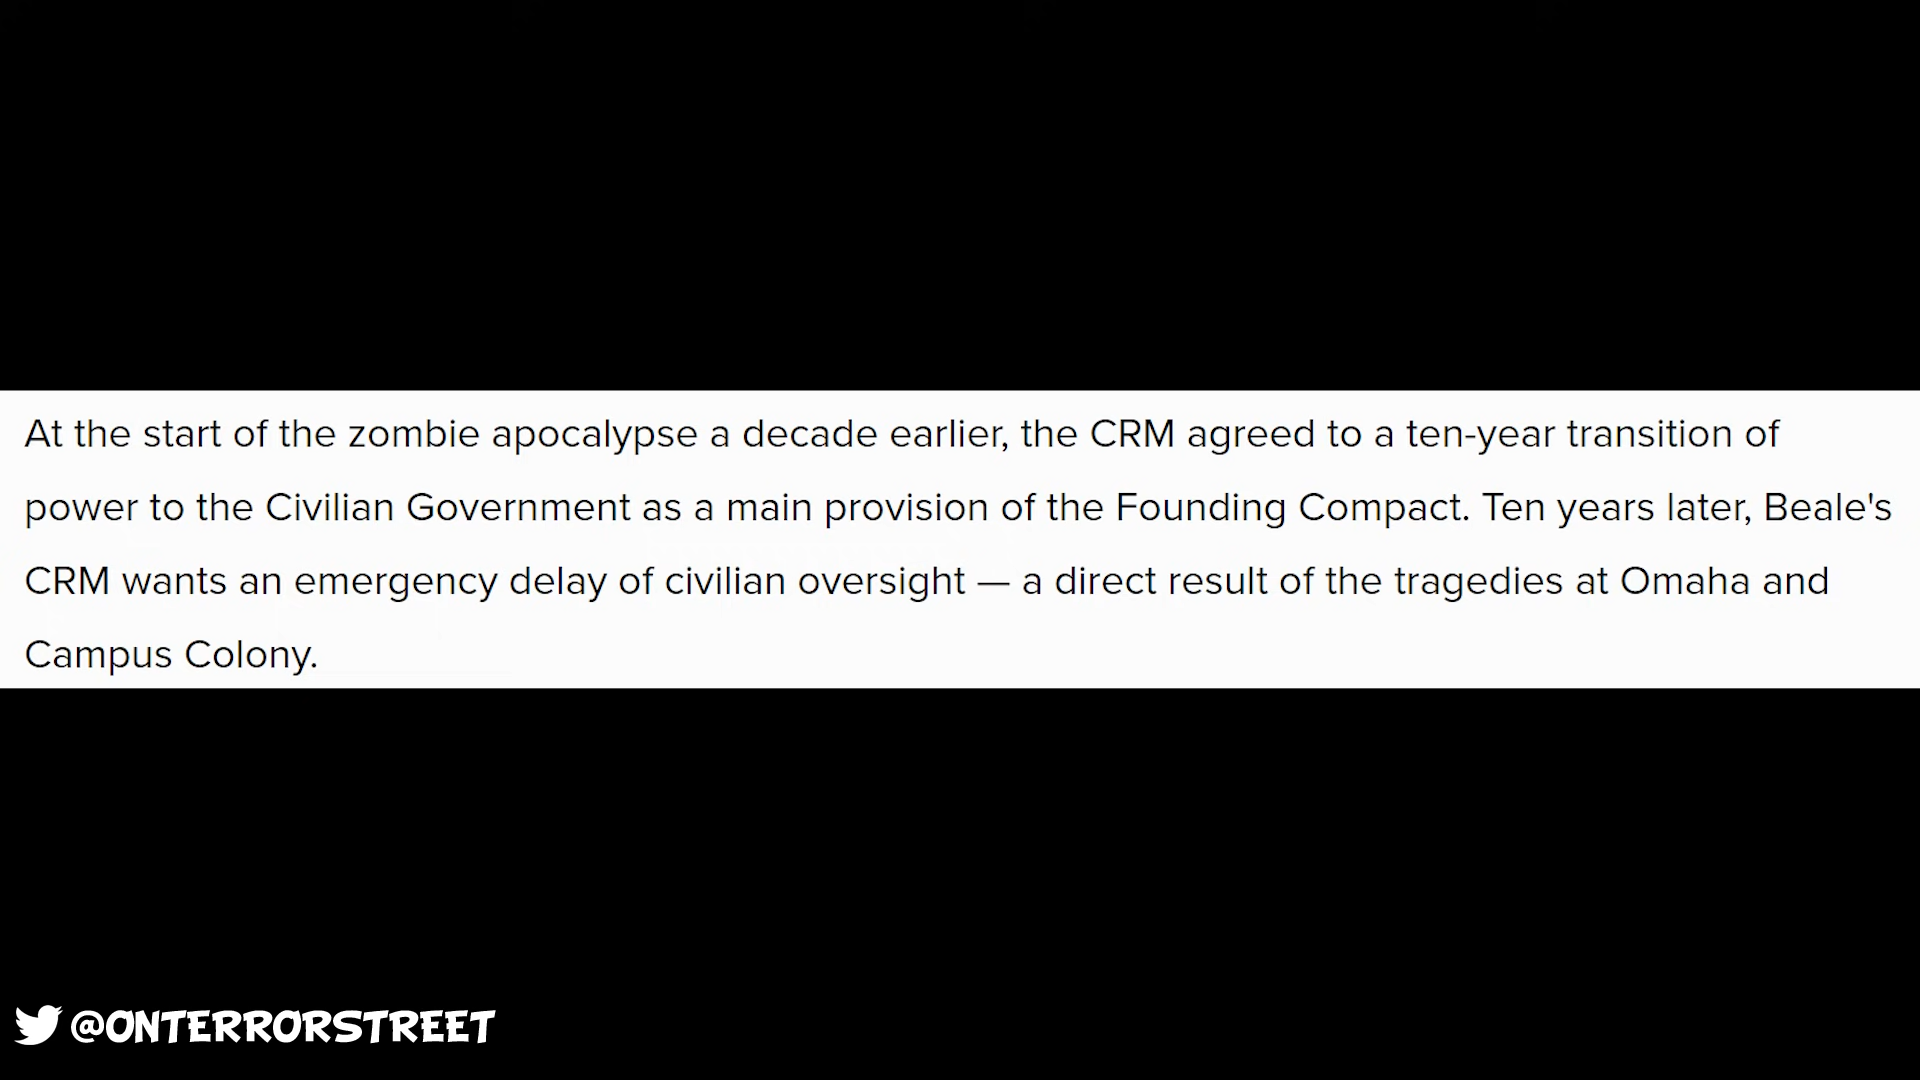 At the start of the zombie apocalypse a decade earlier, the CRM agreed to a ten-year transition of
power to the Civilian Government as a main provision of the Founding Compact. Ten years later, Beale's
CRM wants an emergency delay of civilian oversight — a direct result of the tragedies at Omaha and
Campus Colony.
@ONTERRORSTREET